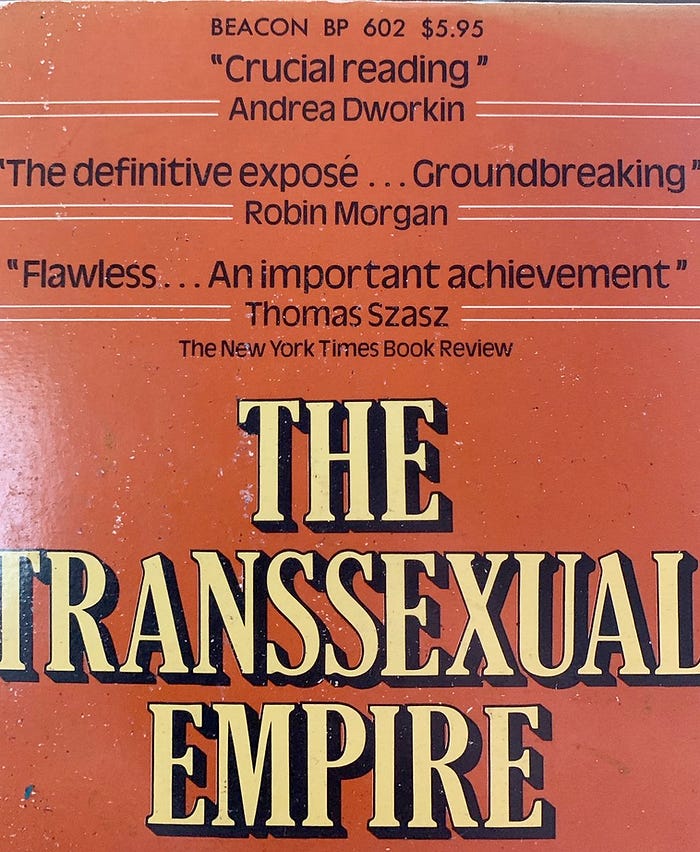 BEACON BP 602 $5.95
"Crucial reading"
Andrea Dworkin
"The definitive exposé ... Groundbreaking"
Robin Morgan
"Flawless ... An important achievement"
Thomas Szasz
The New York Times Book Review
THE
TRANSSEXUAL
EMPIRE